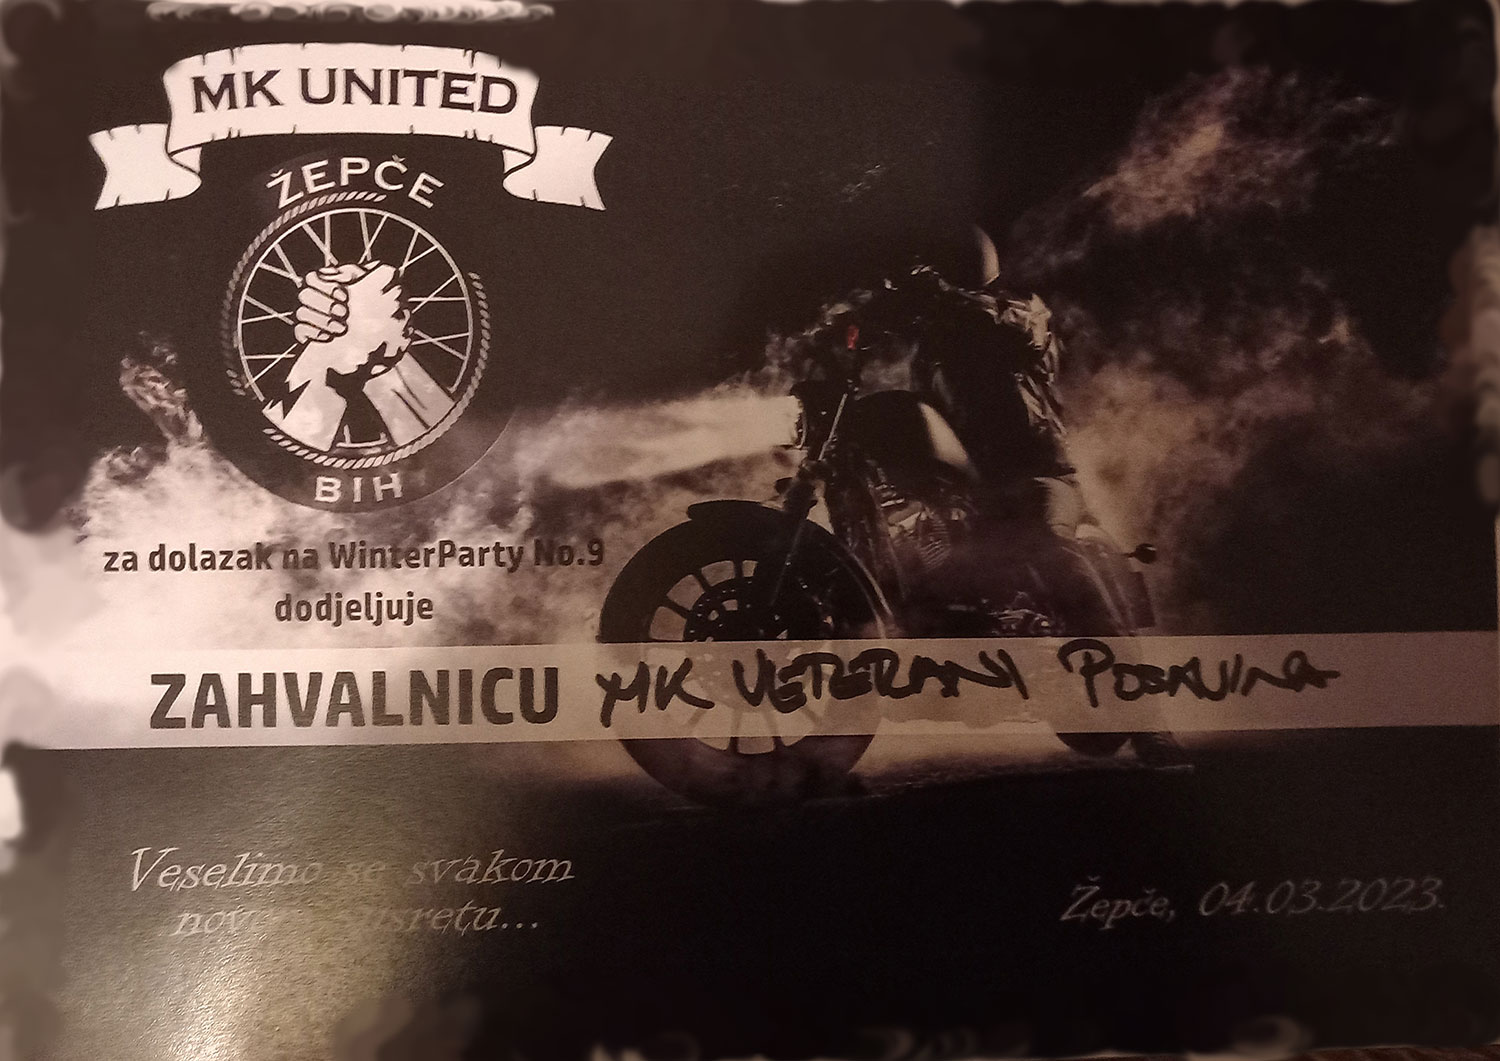 MK UNITED
ŽEPČE
BIH
za dolazak na WinterParty No.9
dodjeljuje
ZAHVALNICU MK VETERANI POSAVINA
Veselimo se svakom
novom susretu...
Žepče, 04.03.2023.